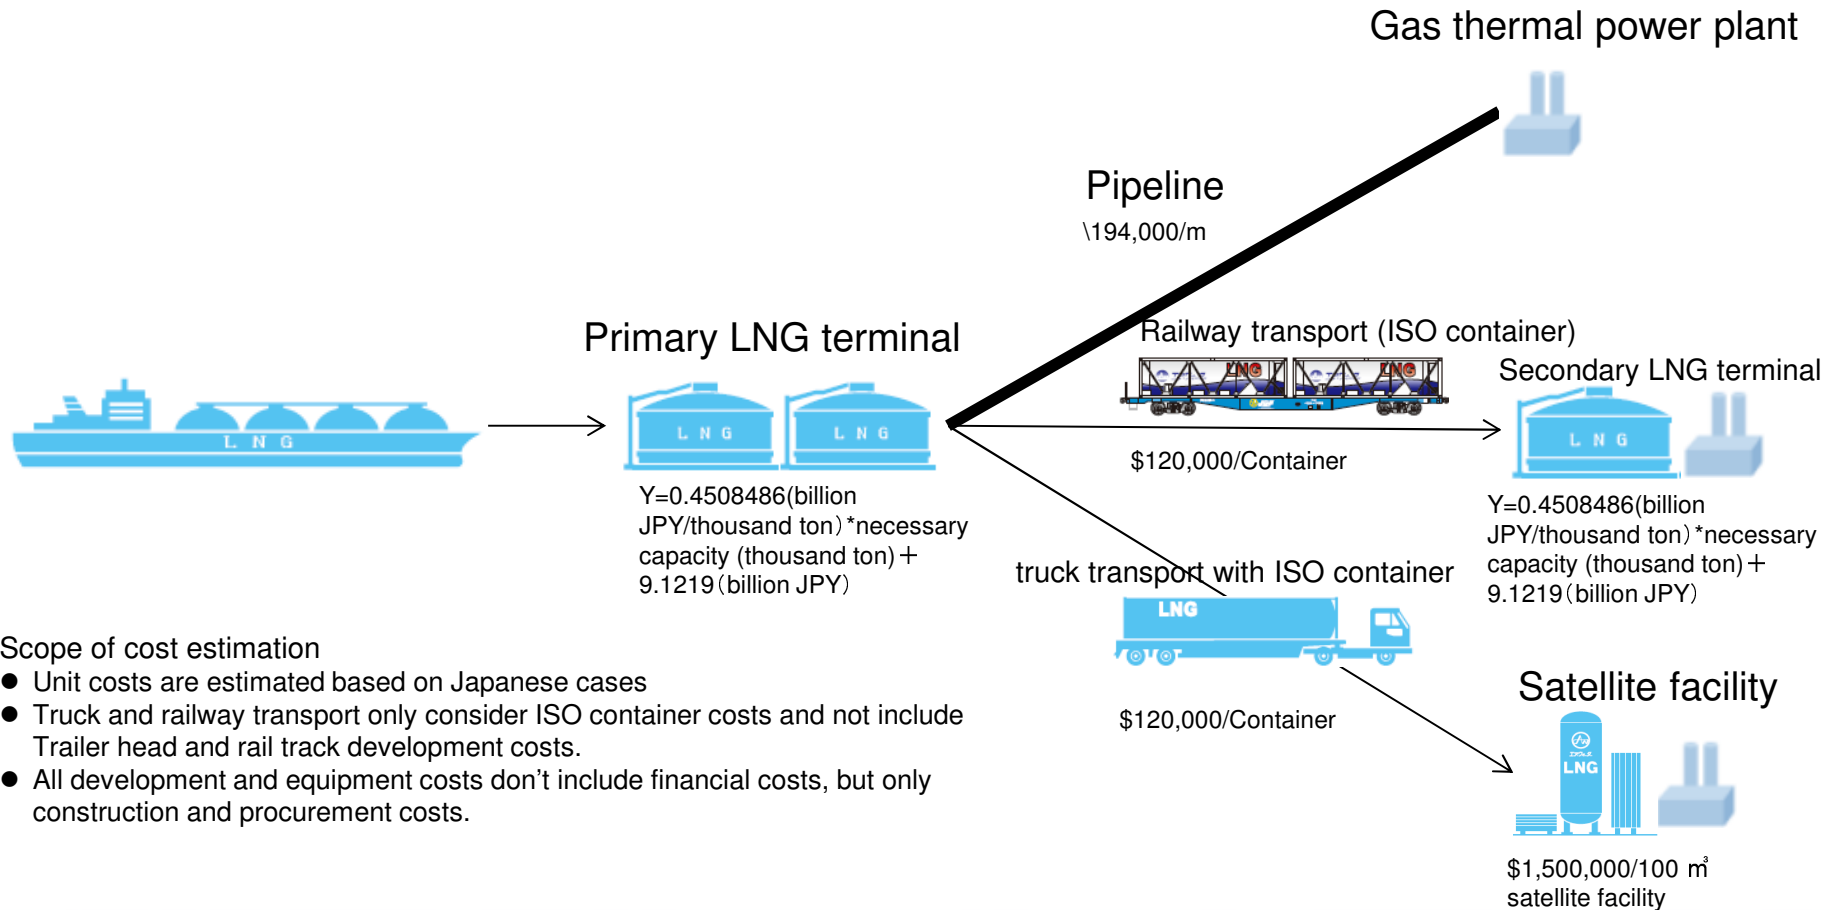 Gas thermal power plant
Pipeline
\194,000/m
Railway transport (ISO container)
LNG
LNG
$120,000/Container
Primary LNG terminal
L N G
L N G
L N G
Y=0.4508486(billion
JPY/thousand ton)*necessary
capacity (thousand ton)+
9.1219(billion JPY)
Secondary LNG terminal
L N G
Y=0.4508486(billion
JPY/thousand ton)*necessary
capacity (thousand ton)+
9.1219(billion JPY)
truck transport with ISO container
LNG
$120,000/Container
Scope of cost estimation
● Unit costs are estimated based on Japanese cases
● Truck and railway transport only consider ISO container costs and not include
Trailer head and rail track development costs.
● All development and equipment costs don't include financial costs, but only
construction and procurement costs.
Satellite facility
LNG
$1,500,000/100 ㎥
satellite facility